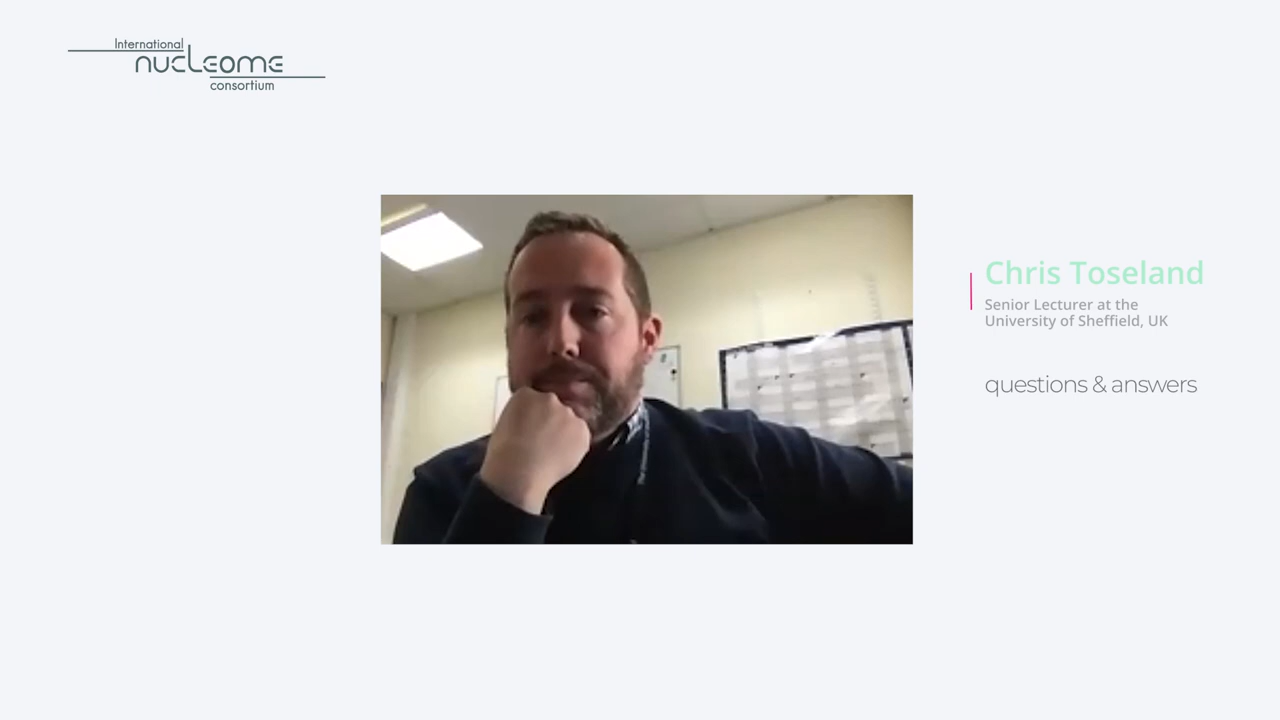 International
nucleome
consortium
Chris Toseland
Senior Lecturer at the
University of Sheffield, UK
questions & answers